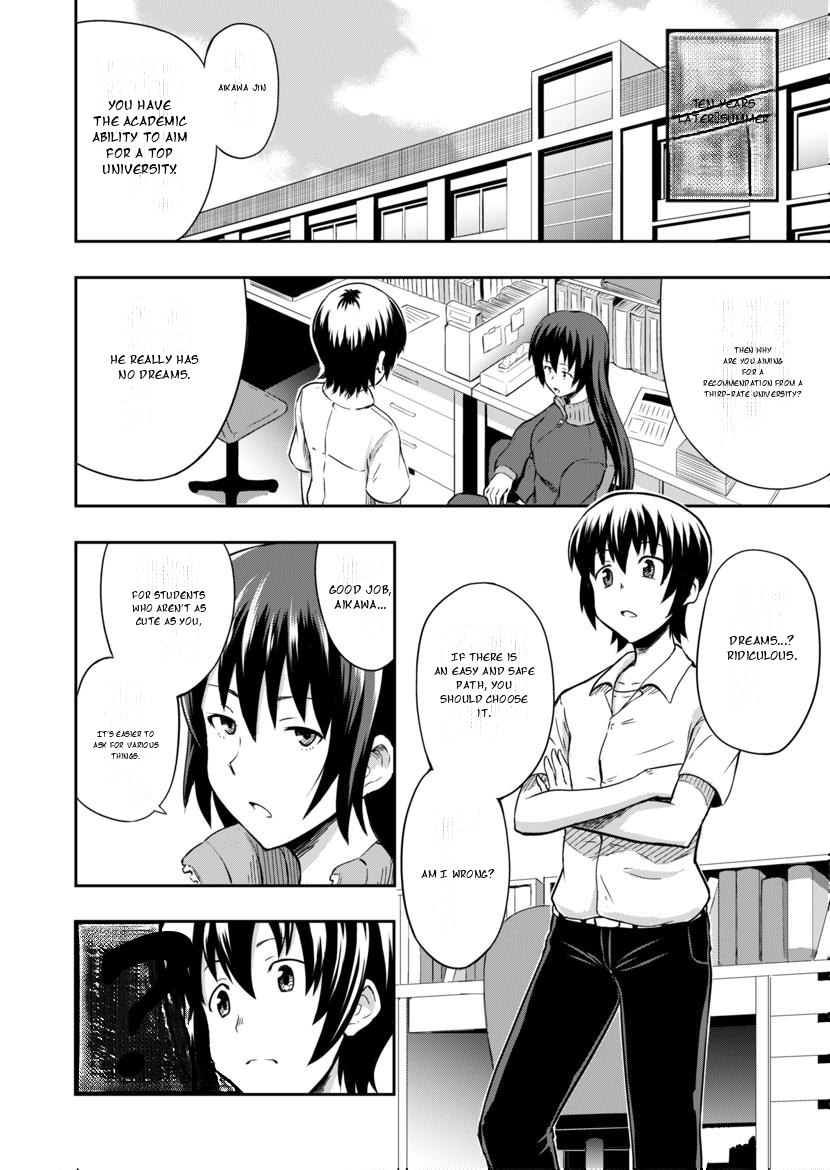 TEN YEARS
LATER SUMMER
AIKAWA JIN
YOU HAVE
THE ACADEMIC
ABILITY TO AIM
FOR A TOP
UNIVERSITY.
THEN WHY
ARE YOU AIMING
FOR A
RECOMMENDATION FROM A
THIRD-RATE UNIVERSITY?
HE REALLY HAS
NO DREAMS.
DREAMS...?
RIDICULOUS.
IF THERE IS
AN EASY AND SAFE
PATH, YOU
SHOULD CHOOSE
IT.
AM I WRONG?
GOOD JOB,
AIKAWA...
FOR STUDENTS
WHO AREN'T AS
CUTE AS YOU,
IT'S EASIER TO
ASK FOR VARIOUS
THINGS.
?